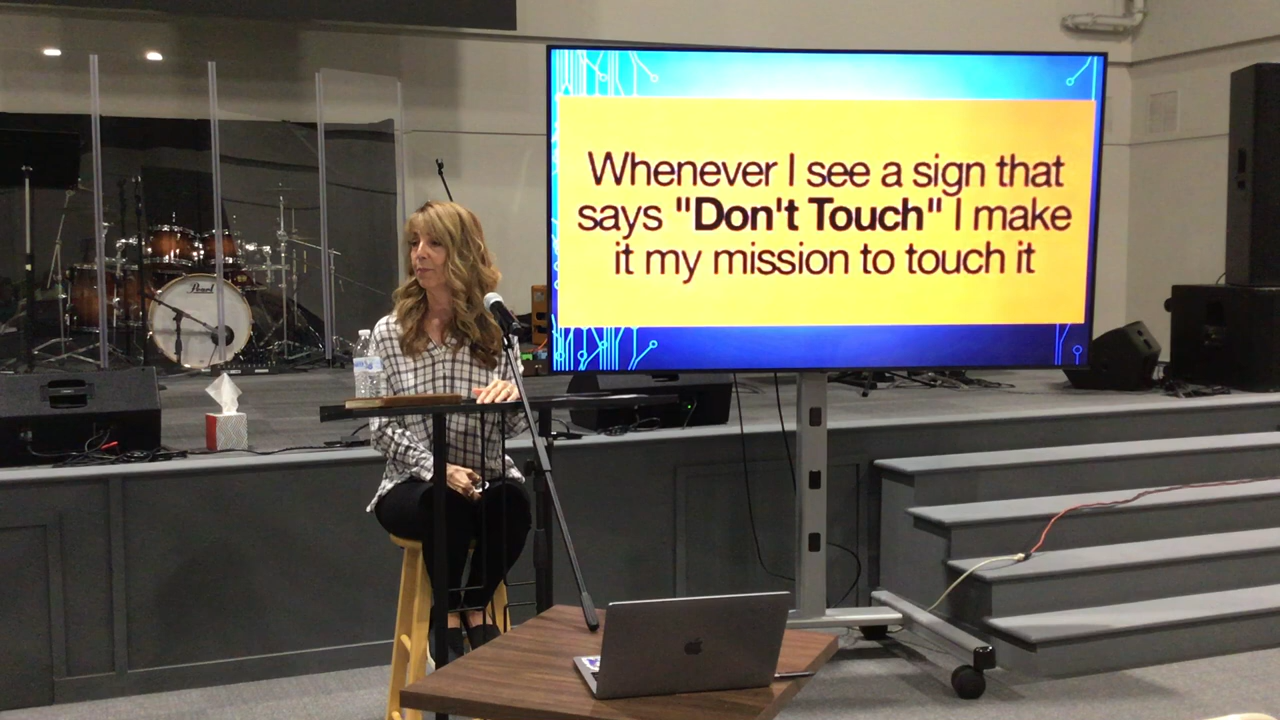 Whenever I see a sign that
says "Don't Touch" I make
it my mission to touch it
Pearl